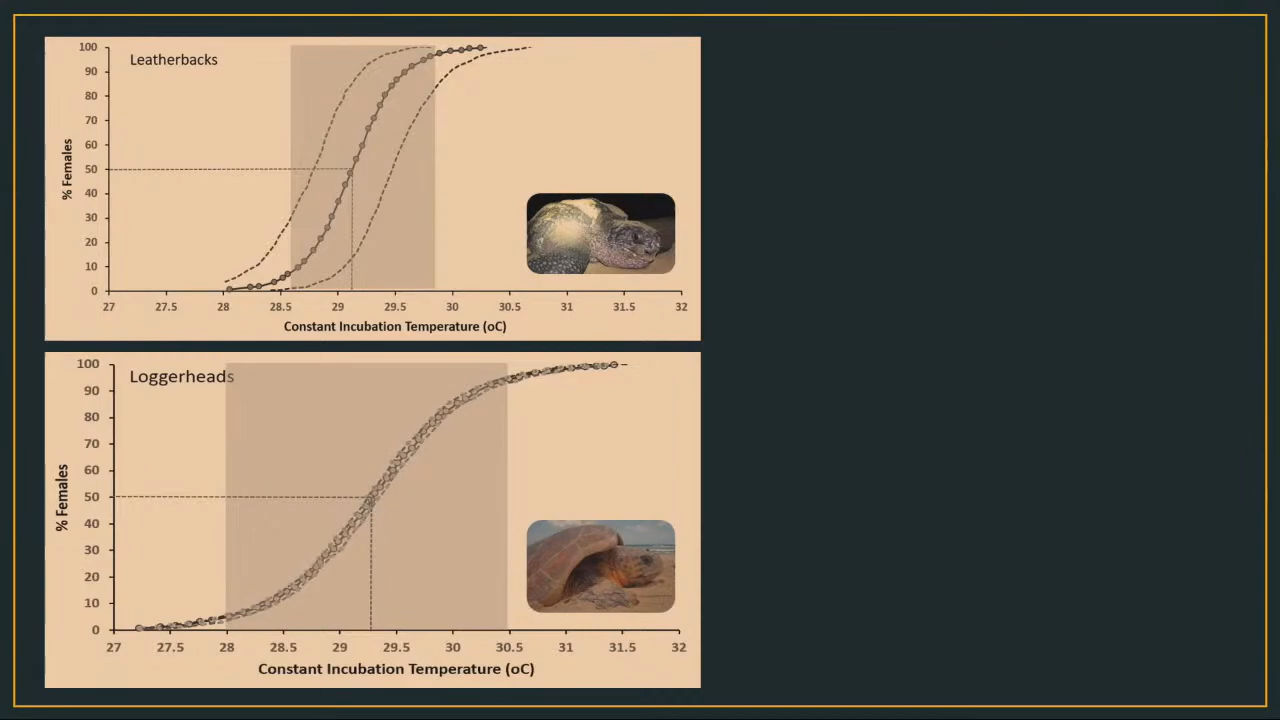 Leatherbacks
% Females
100
90
80
70
60
50
40
30
20
10
0
27 27.5 28 28.5 29 29.5 30 30.5 31 31.5 32
Constant Incubation Temperature (oC)
Loggerheads
% Females
100
90
80
70
60
50
40
30
20
10
0
27 27.5 28 28.5 29 29.5 30 30.5 31 31.5 32
Constant Incubation Temperature (oC)